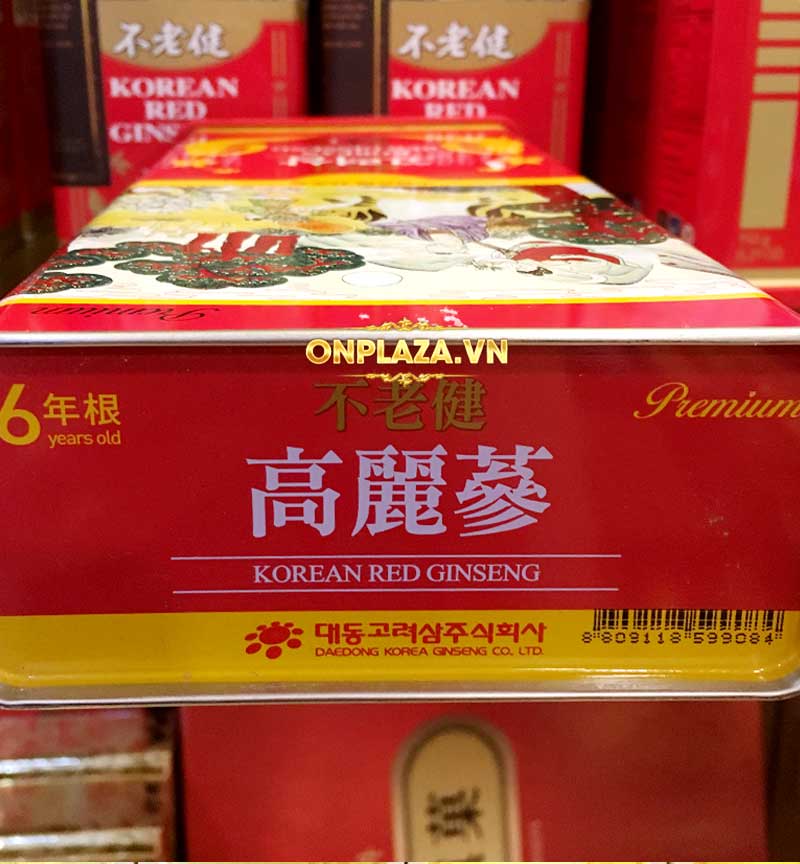 不老健
KOREAN
RED
GINS
不老健
KOREAN
RED
Premium
ONPLAZA.VN
6年根
years old
不老健
Premium
高麗蔘
KOREAN RED GINSENG
대동고려삼주식회사
DAEDONG KOREA GINSENG CO., LTD.
8 809118 599084
葉